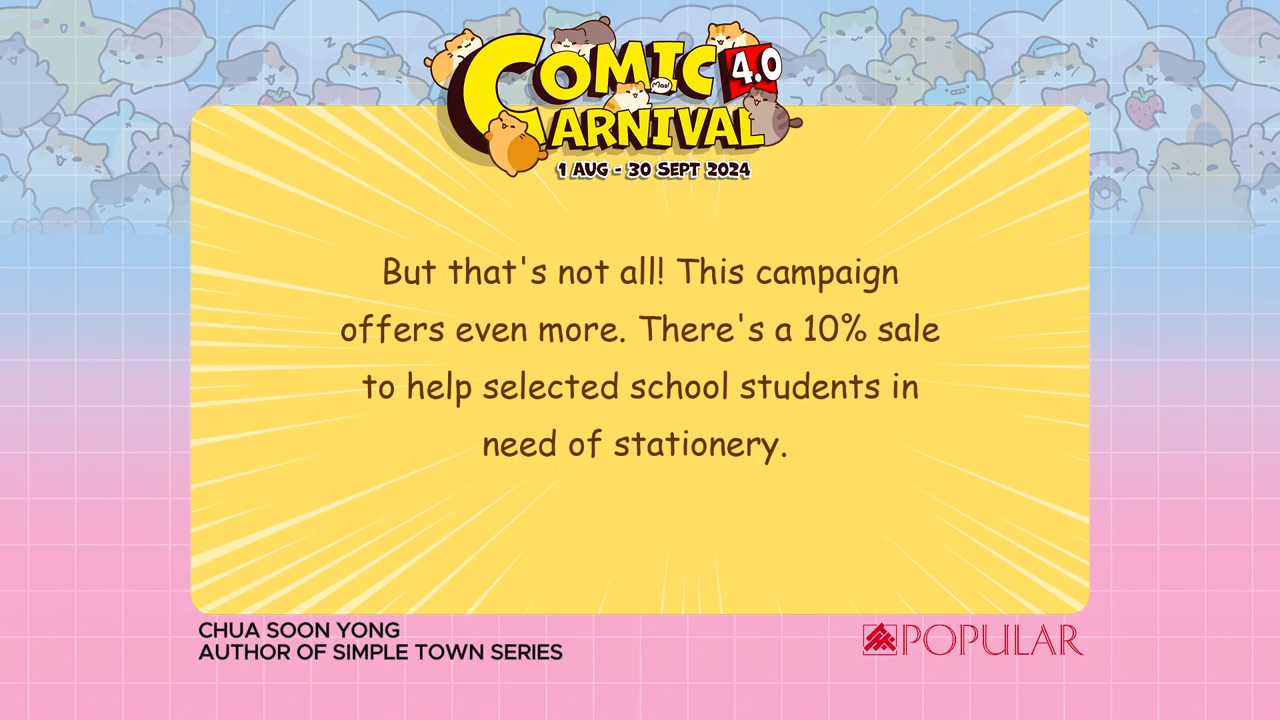 COMIC 4.0
Mao!
CARNIVAL
1 AUG - 30 SEPT 2024
But that's not all! This campaign
offers even more. There's a 10% sale
to help selected school students in
need of stationery.
CHUA SOON YONG
AUTHOR OF SIMPLE TOWN SERIES
POPULAR